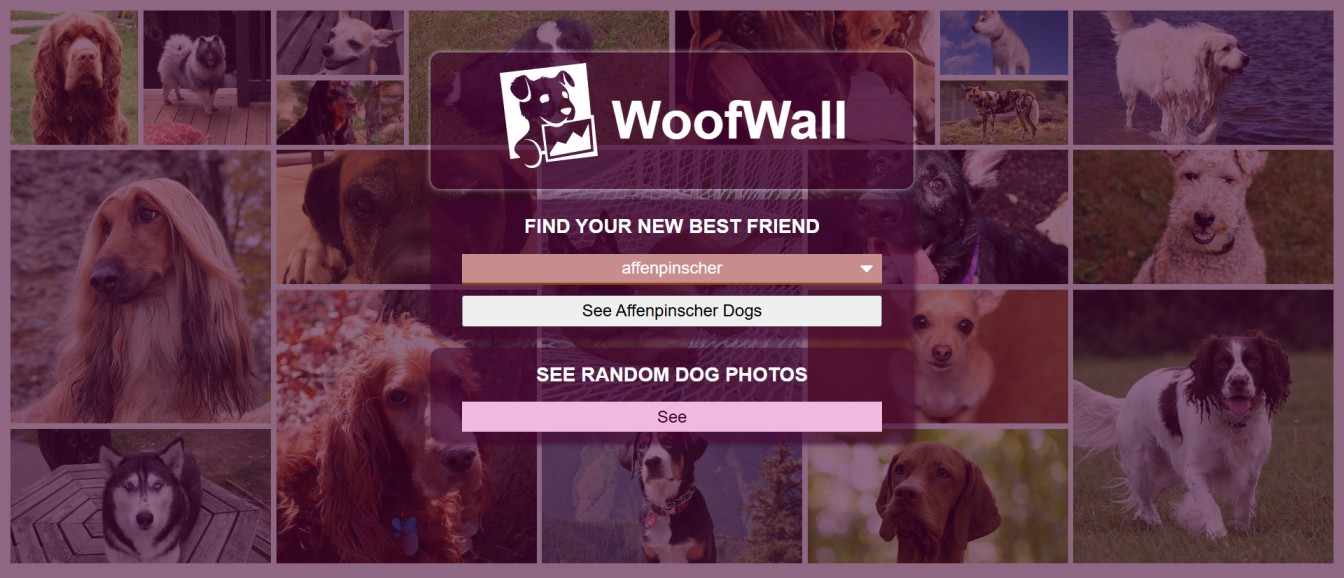 WoofWall
FIND YOUR NEW BEST FRIEND
affenpinscher
See Affenpinscher Dogs
SEE RANDOM DOG PHOTOS
See